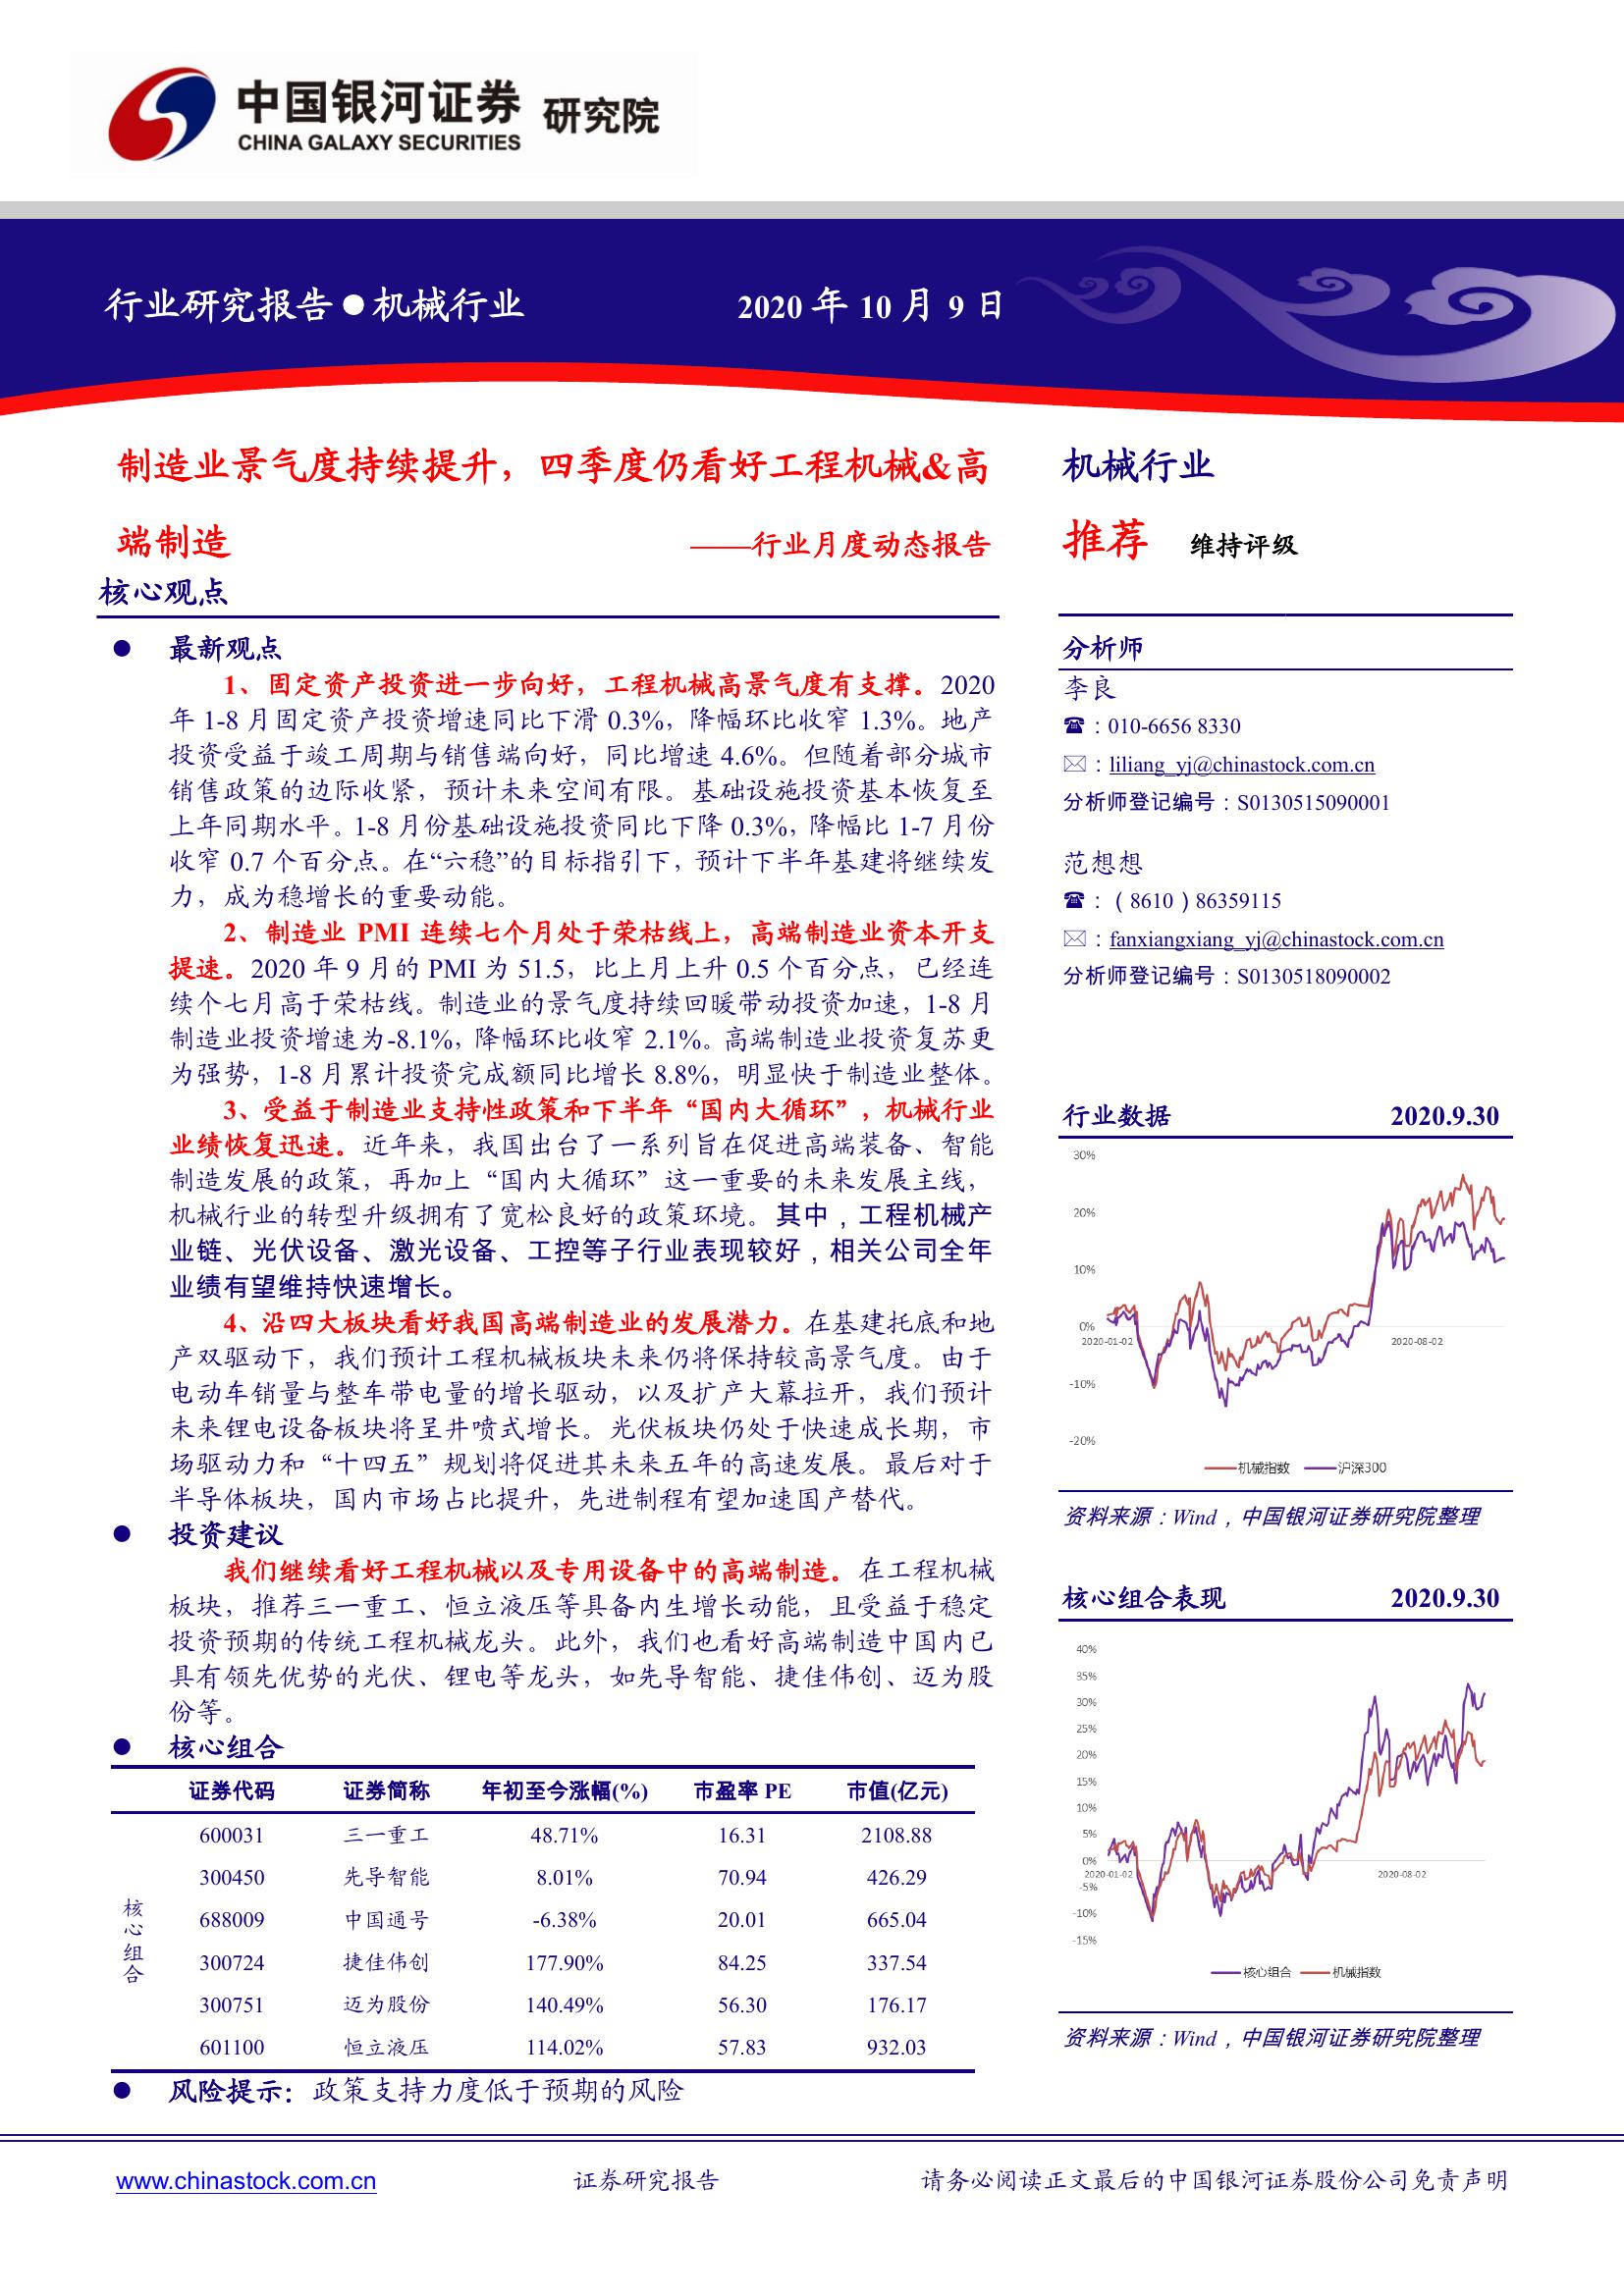 中国银河证券 研究院
CHINA GALAXY SECURITIES
行业研究报告●机械行业 2020 年 10 月 9 日
制造业景气度持续提升，四季度仍看好工程机械&高
端制造 ——行业月度动态报告
核心观点
● 最新观点
1、固定资产投资进一步向好，工程机械高景气度有支撑。2020
年 1-8 月固定资产投资增速同比下滑 0.3%，降幅环比收窄 1.3%。地产
投资受益于竣工周期与销售端向好，同比增速 4.6%。但随着部分城市
销售政策的边际收紧，预计未来空间有限。基础设施投资基本恢复至
上年同期水平。1-8 月份基础设施投资同比下降 0.3%，降幅比 1-7 月份
收窄 0.7 个百分点。在“六稳”的目标指引下，预计下半年基建将继续发
力，成为稳增长的重要动能。
2、制造业 PMI 连续七个月处于荣枯线上，高端制造业资本开支
提速。2020 年 9 月的 PMI 为 51.5，比上月上升 0.5 个百分点，已经连
续个七月高于荣枯线。制造业的景气度持续回暖带动投资加速，1-8 月
制造业投资增速为-8.1%，降幅环比收窄 2.1%。高端制造业投资复苏更
为强势，1-8 月累计投资完成额同比增长 8.8%，明显快于制造业整体。
3、受益于制造业支持性政策和下半年“国内大循环”，机械行业
业绩恢复迅速。近年来，我国出台了一系列旨在促进高端装备、智能
制造发展的政策，再加上“国内大循环”这一重要的未来发展主线，
机械行业的转型升级拥有了宽松良好的政策环境。其中，工程机械产
业链、光伏设备、激光设备、工控等子行业表现较好，相关公司全年
业绩有望维持快速增长。
4、沿四大板块看好我国高端制造业的发展潜力。在基建托底和地
产双驱动下，我们预计工程机械板块未来仍将保持较高景气度。由于
电动车销量与整车带电量的增长驱动，以及扩产大幕拉开，我们预计
未来锂电设备板块将呈井喷式增长。光伏板块仍处于快速成长期，市
场驱动力和“十四五”规划将促进其未来五年的高速发展。最后对于
半导体板块，国内市场占比提升，先进制程有望加速国产替代。
● 投资建议
我们继续看好工程机械以及专用设备中的高端制造。在工程机械
板块，推荐三一重工、恒立液压等具备内生增长动能，且受益于稳定
投资预期的传统工程机械龙头。此外，我们也看好高端制造中国内已
具有领先优势的光伏、锂电等龙头，如先导智能、捷佳伟创、迈为股
份等。
● 核心组合
证券代码 证券简称 年初至今涨幅(%) 市盈率 PE 市值(亿元)
核心组合
600031 三一重工 48.71% 16.31 2108.88
300450 先导智能 8.01% 70.94 426.29
688009 中国通号 -6.38% 20.01 665.04
300724 捷佳伟创 177.90% 84.25 337.54
300751 迈为股份 140.49% 56.30 176.17
601100 恒立液压 114.02% 57.83 932.03
● 风险提示：政策支持力度低于预期的风险
机械行业
推荐 维持评级
分析师
李良
☎：010-6656 8330
✉：liliang_yj@chinastock.com.cn
分析师登记编号：S0130515090001
范想想
☎：（8610）86359115
✉：fanxiangxiang_yj@chinastock.com.cn
分析师登记编号：S0130518090002
行业数据 2020.9.30
30%
20%
10%
0%
2020-01-02 2020-08-02
-10%
-20%
机械指数 沪深300
资料来源：Wind，中国银河证券研究院整理
核心组合表现 2020.9.30
40%
35%
30%
25%
20%
15%
10%
5%
0%
2020-01-02 2020-08-02
-5%
-10%
-15%
核心组合 机械指数
资料来源：Wind，中国银河证券研究院整理
www.chinastock.com.cn 证券研究报告 请务必阅读正文最后的中国银河证券股份公司免责声明